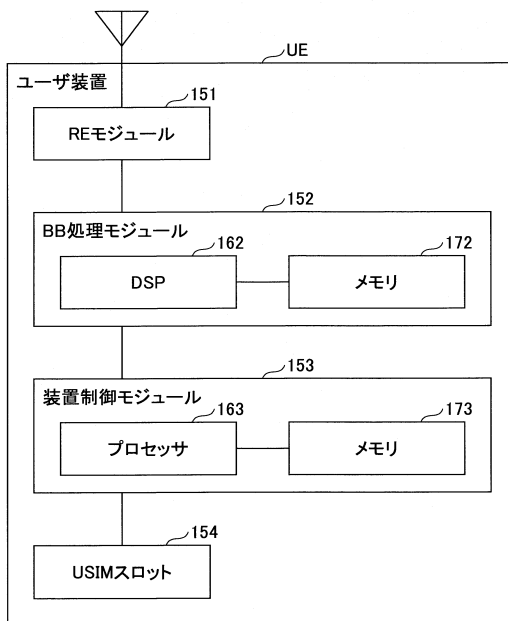 UE
ユーザ装置
151
REモジュール
152
BB処理モジュール
162
172
DSP
メモリ
153
装置制御モジュール
163
173
プロセッサ
メモリ
154
USIMスロット